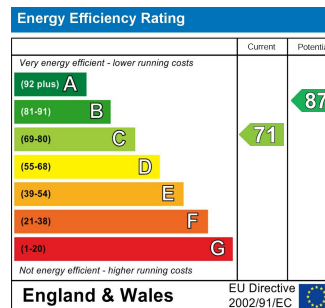 Energy Efficiency Rating
Current
Very energy efficient - lower running costs
(92 plus) A
(81-91) B
(69-80) C
(55-68) D
(39-54) E
(21-38) F
(1-20) G
71
87
Not energy efficient - higher running costs
England & Wales
EU Directive
2002/91/EC